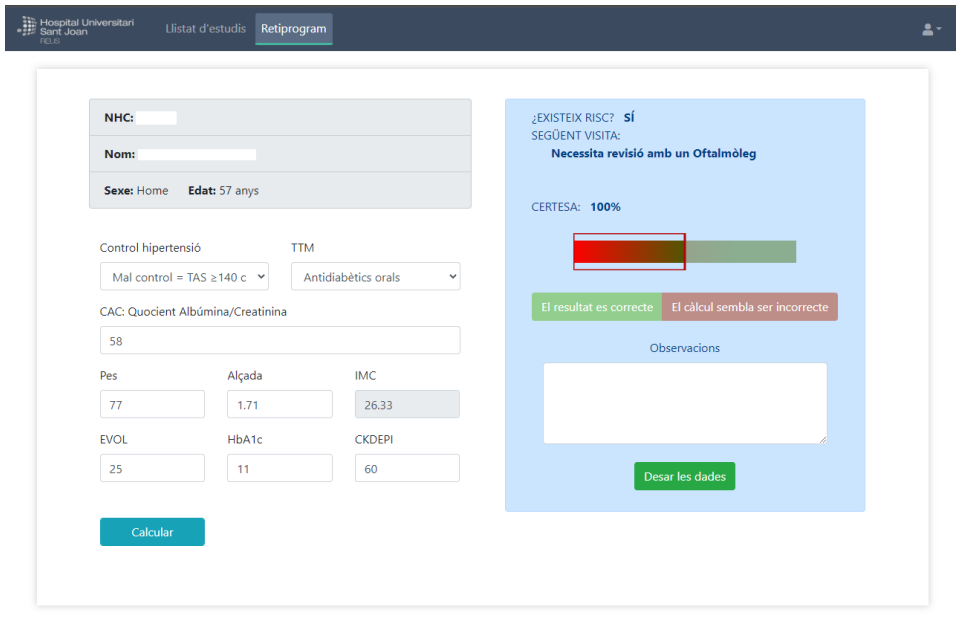 Hospital Universitari
Sant Joan
REUS
Llistat d'estudis Retiprogram
NHC:
Nom:
Sexe: Home Edat: 57 anys
Control hipertensió TTM
Mal control = TAS ≥140 c Antidiabètics orals
CAC: Quocient Albúmina/Creatinina
58
Pes Alçada IMC
77 1.71 26.33
EVOL HbA1c CKDEPI
25 11 60
Calcular
¿EXISTEIX RISC? SÍ
SEGÜENT VISITA:
Necessita revisió amb un Oftalmòleg
CERTESA: 100%
El resultat es correcte El càlcul sembla ser incorrecte
Observacions
Desar les dades